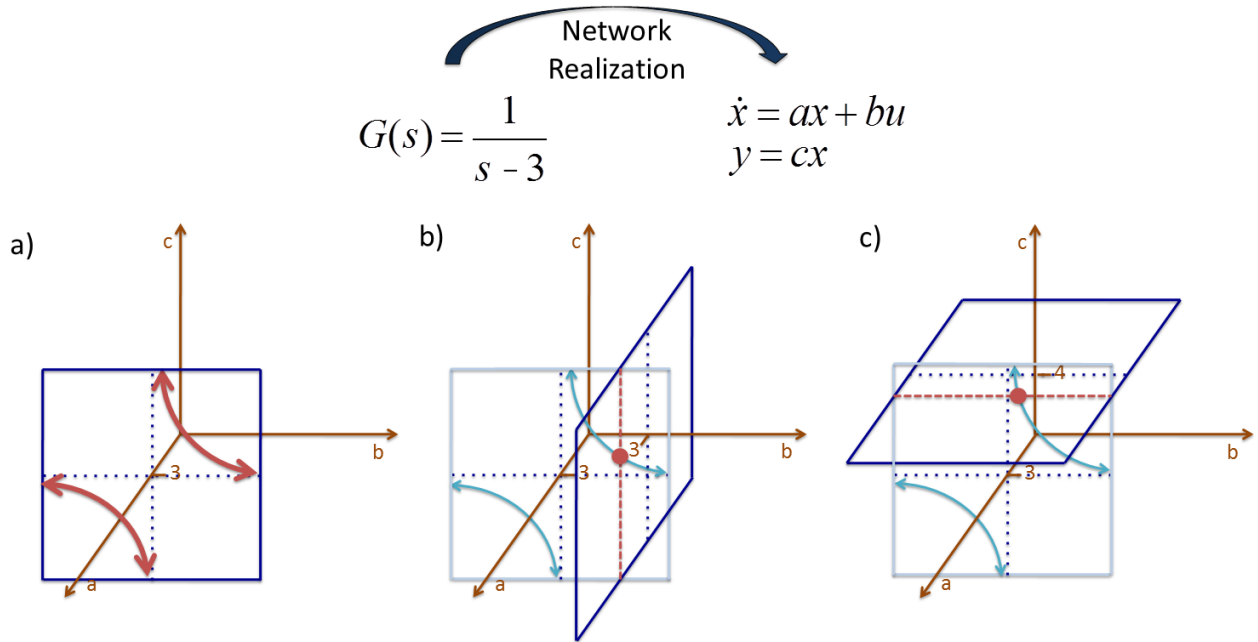 Network
Realization
G(s) = 1 / (s - 3)
ẋ = ax + bu
y = cx
a)
c
b
3
a
b)
c
b
3
3
a
c)
c
4
b
3
a